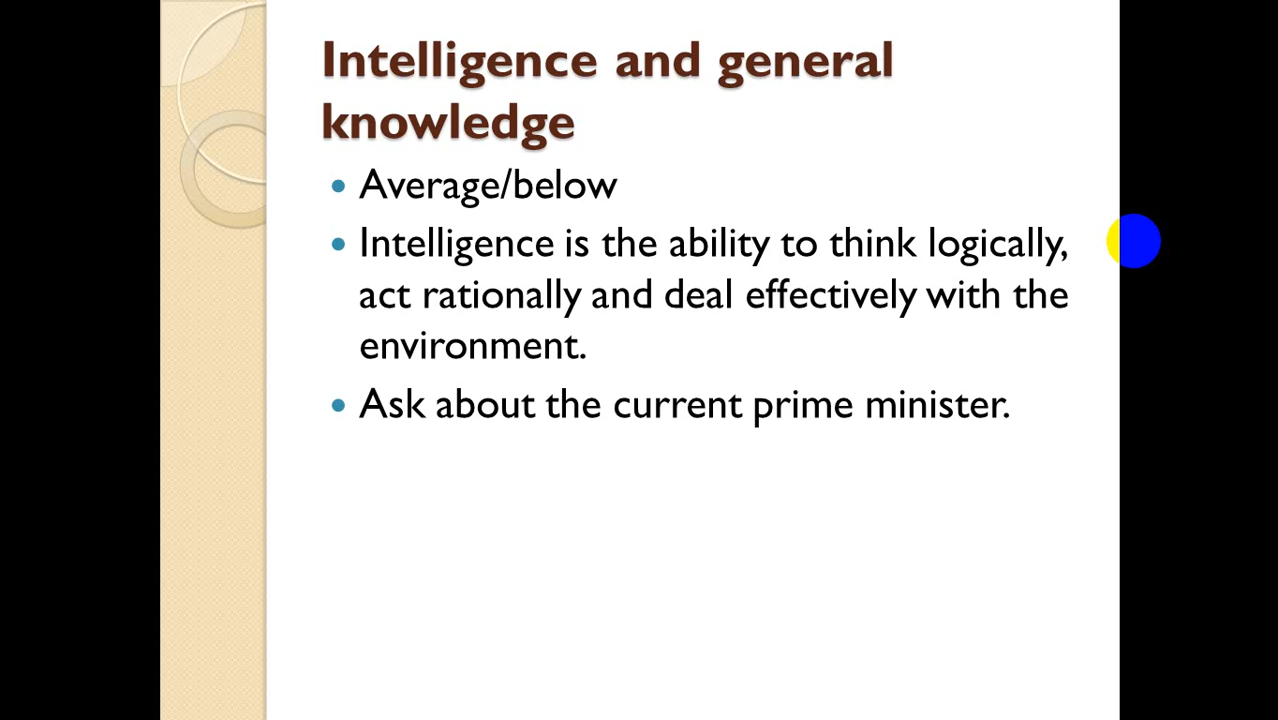 Intelligence and general
knowledge
• Average/below
• Intelligence is the ability to think logically,
act rationally and deal effectively with the
environment.
• Ask about the current prime minister.